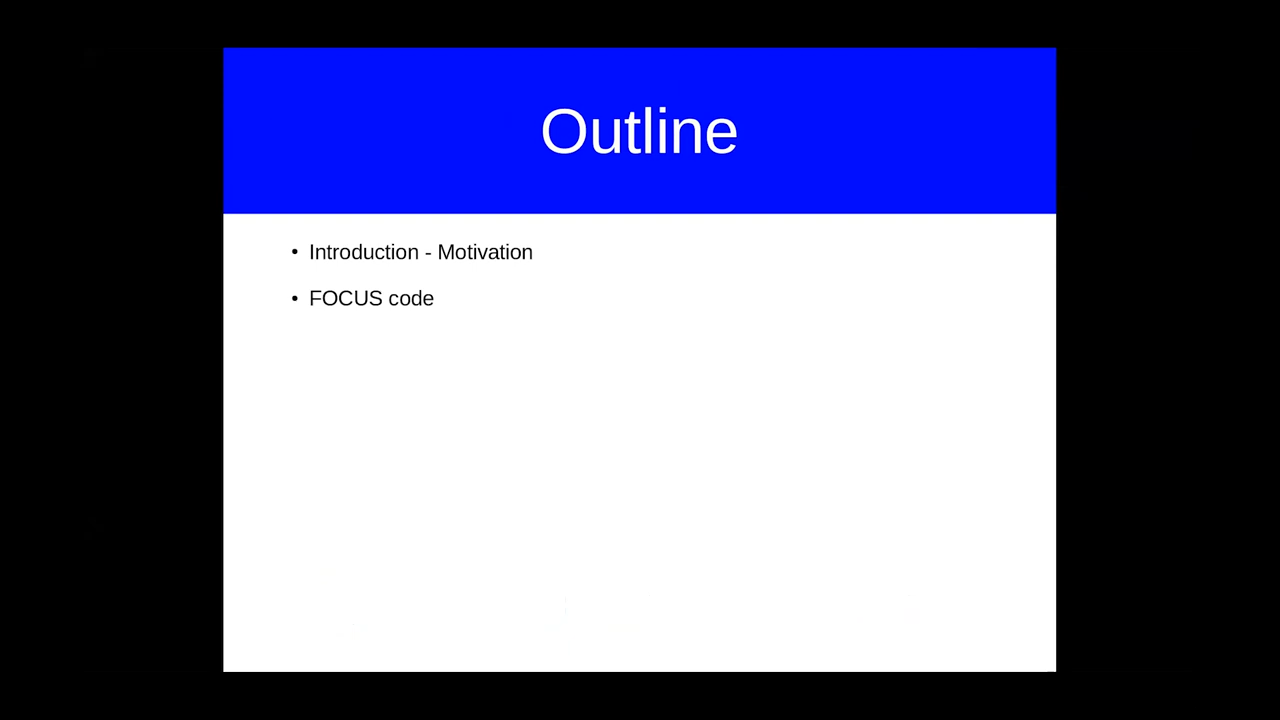 Outline
• Introduction - Motivation
• FOCUS code